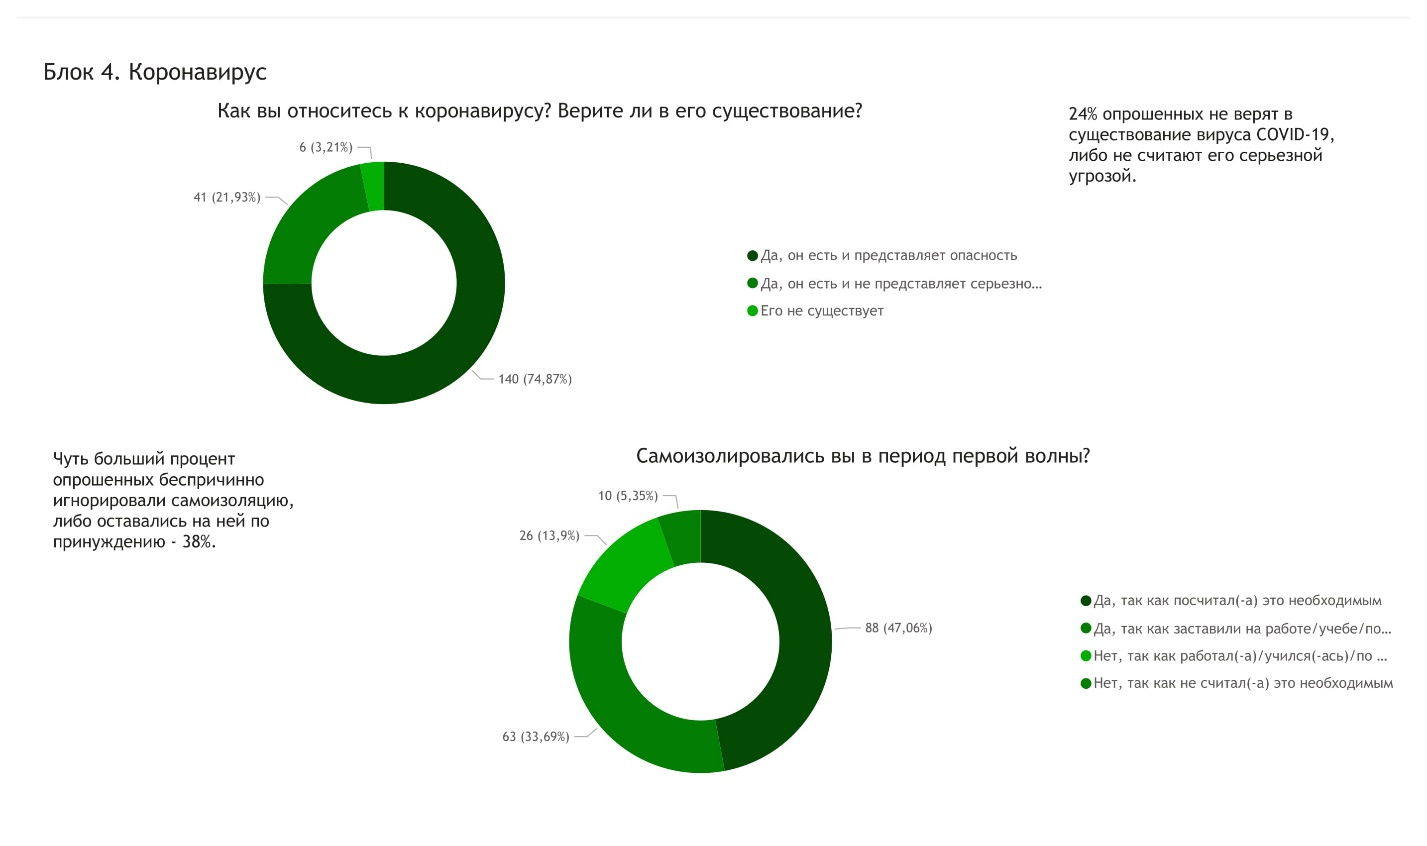 Блок 4. Коронавирус
Как вы относитесь к коронавирусу? Верите ли в его существование?
24% опрошенных не верят в
существование вируса COVID-19,
либо не считают его серьезной
угрозой.
6 (3,21%)
41 (21,93%)
140 (74,87%)
Да, он есть и представляет опасность
Да, он есть и не представляет серьезно...
Его не существует
Чуть больший процент
опрошенных беспричинно
игнорировали самоизоляцию,
либо оставались на ней по
принуждению - 38%.
Самоизолировались вы в период первой волны?
10 (5,35%)
26 (13,9%)
88 (47,06%)
63 (33,69%)
Да, так как посчитал(-а) это необходимым
Да, так как заставили на работе/учебе/по...
Нет, так как работал(-а)/учился(-ась)/по ...
Нет, так как не считал(-а) это необходимым